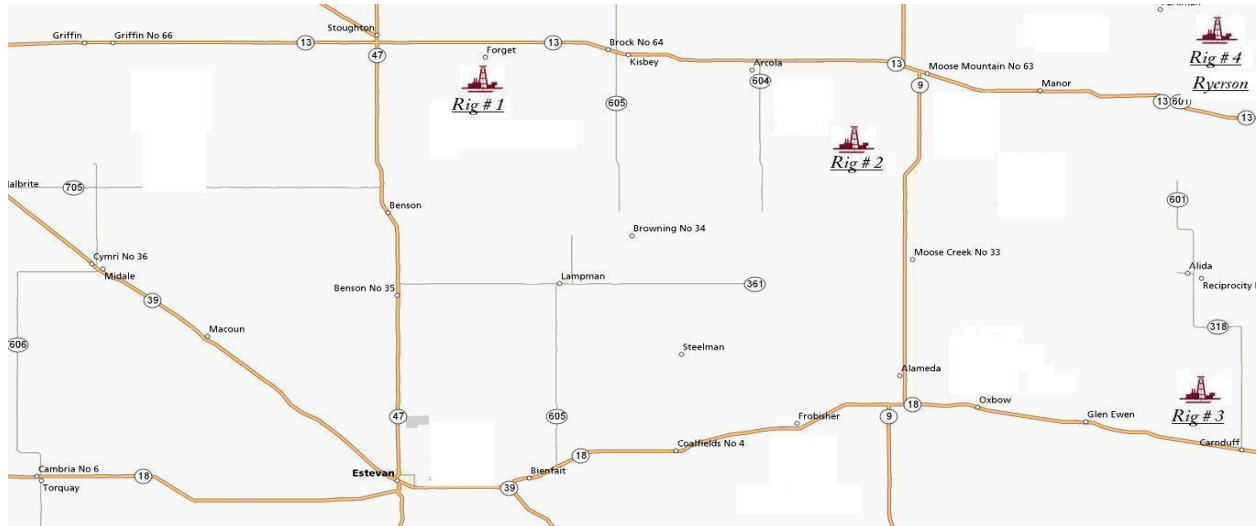 Stoughton
Griffin
Griffin No 66
13
13
47
Forget
Brock No 64
Kisbey
Arcola
13
Moose Mountain No 63
Manor
Rig # 4
Ryerson
Rig # 1
605
604
9
13
601
13
Rig # 2
705
Benson
Browning No 34
601
Cymri No 36
Midale
39
Benson No 35
Lampman
361
Moose Creek No 33
Alida
Reciprocity
606
Macoun
Steelman
318
Alameda
Rig # 3
47
605
Frobisher
18
9
Oxbow
Glen Ewen
Carnduff
Cambria No 6
Torquay
18
Estevan
Bienfait
18
Coalfields No 4
39